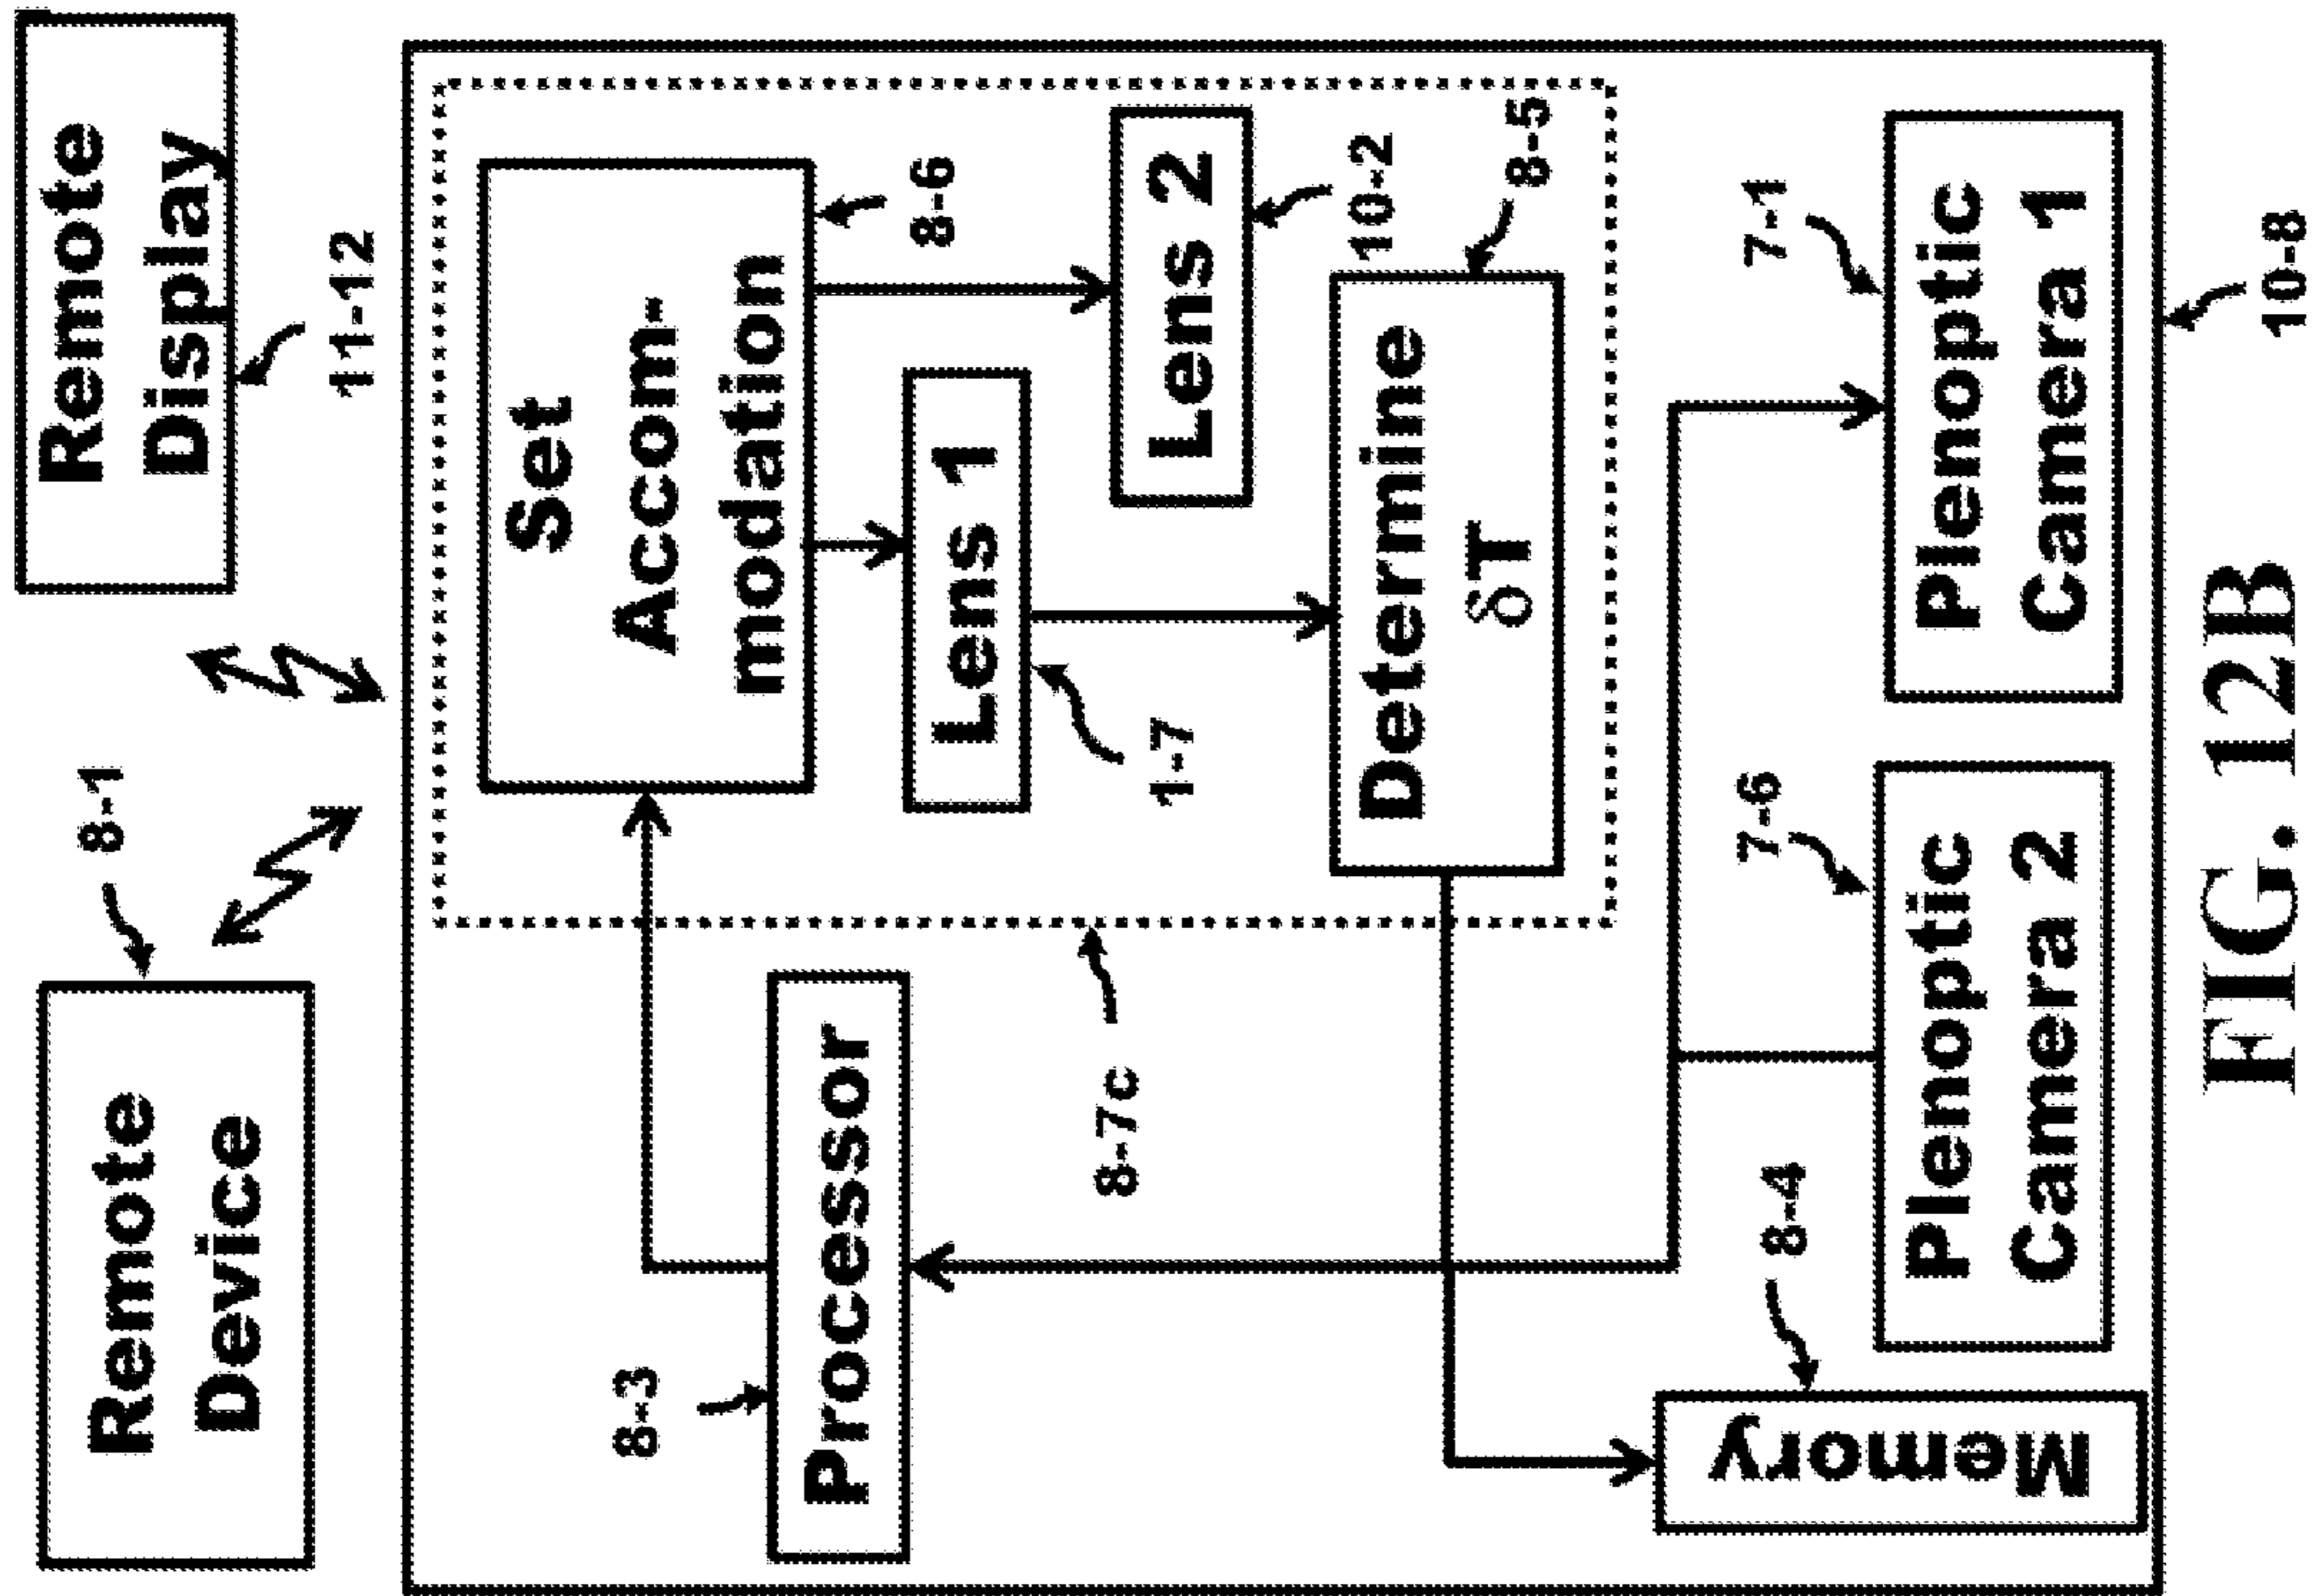 Remote
Device
8-1
Remote
Display
11-12
8-3
Processor
Set
Accom-
modation
8-6
Lens 1
1-7
Lens 2
10-2
8-7c
Determine
δT
8-5
8-4
Memory
7-6
Plenoptic
Camera 2
7-1
Plenoptic
Camera 1
10-8
FIG. 12B